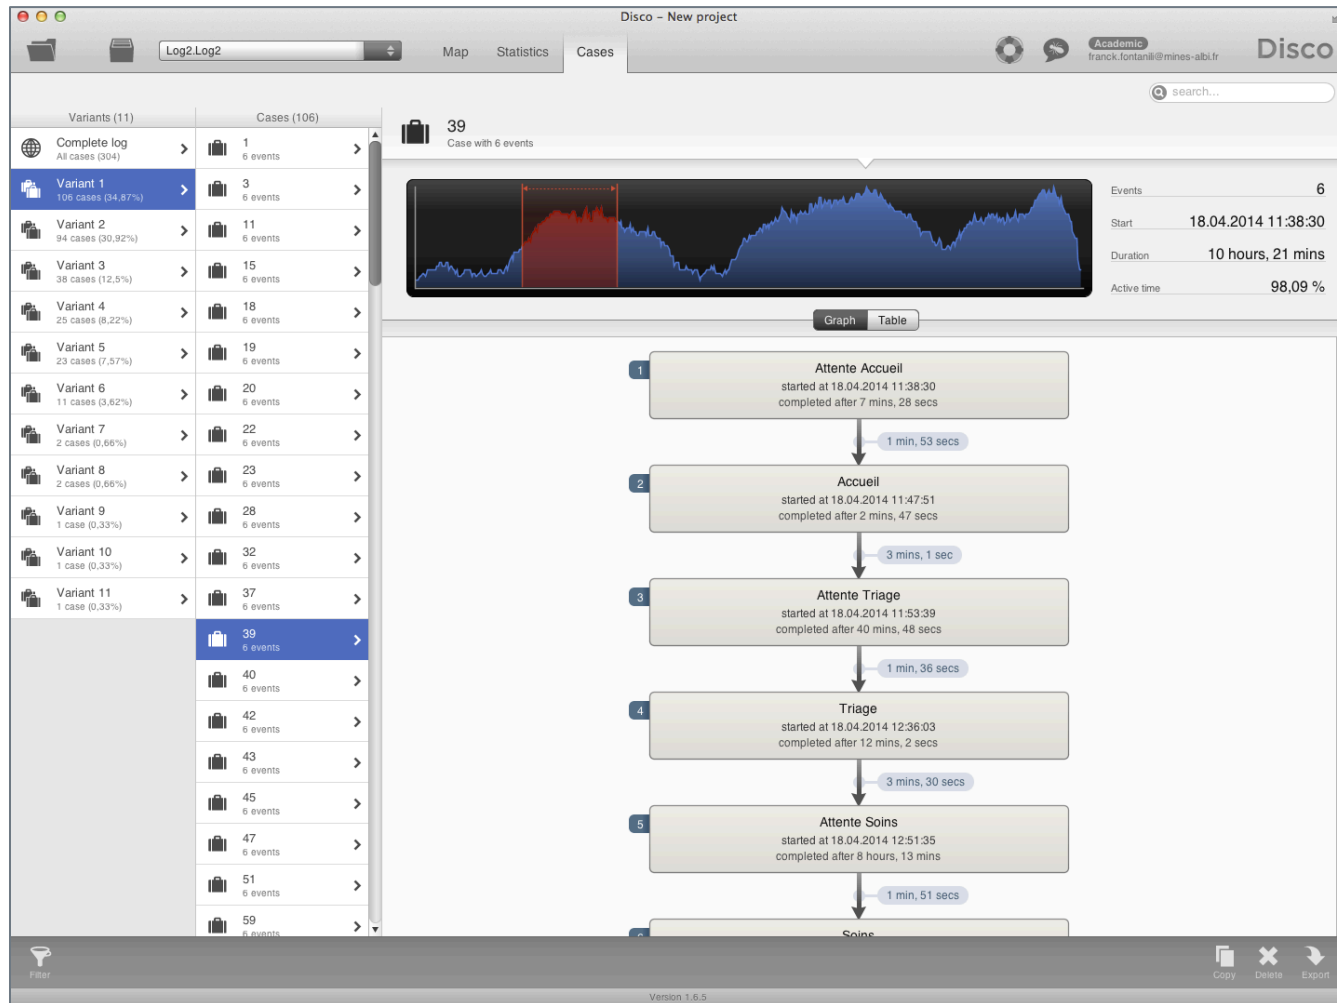 Disco – New project
Log2.Log2
Map
Statistics
Cases
Academic
franck.fontanili@mines-albi.fr
Disco
search...
Variants (11)
Complete log
All cases (304)
Variant 1
106 cases (34,87%)
Variant 2
94 cases (30,92%)
Variant 3
38 cases (12,5%)
Variant 4
25 cases (8,22%)
Variant 5
23 cases (7,57%)
Variant 6
11 cases (3,62%)
Variant 7
2 cases (0,66%)
Variant 8
2 cases (0,66%)
Variant 9
1 case (0,33%)
Variant 10
1 case (0,33%)
Variant 11
1 case (0,33%)
Cases (106)
1
6 events
3
6 events
11
6 events
15
6 events
18
6 events
19
6 events
20
6 events
22
6 events
23
6 events
28
6 events
32
6 events
37
6 events
39
6 events
40
6 events
42
6 events
43
6 events
45
6 events
47
6 events
51
6 events
59
6 events
39
Case with 6 events
Events 6
Start 18.04.2014 11:38:30
Duration 10 hours, 21 mins
Active time 98,09 %
Graph
Table
1
Attente Accueil
started at 18.04.2014 11:38:30
completed after 7 mins, 28 secs
1 min, 53 secs
2
Accueil
started at 18.04.2014 11:47:51
completed after 2 mins, 47 secs
3 mins, 1 sec
3
Attente Triage
started at 18.04.2014 11:53:39
completed after 40 mins, 48 secs
1 min, 36 secs
4
Triage
started at 18.04.2014 12:36:03
completed after 12 mins, 2 secs
3 mins, 30 secs
5
Attente Soins
started at 18.04.2014 12:51:35
completed after 8 hours, 13 mins
1 min, 51 secs
6
Soins
Filter
Copy
Delete
Export
Version 1.6.5